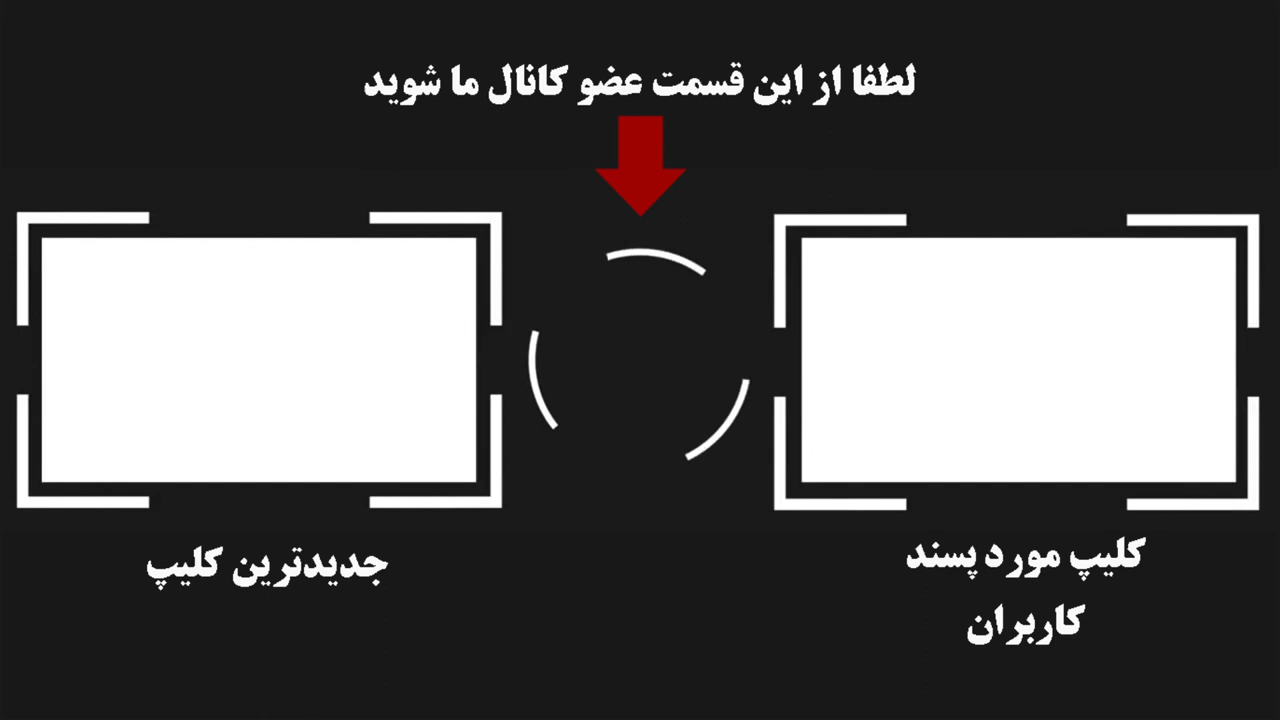 لطفا از این قسمت عضو کانال ما شوید
کلیپ مورد پسند
کاربران
جدیدترین کلیپ